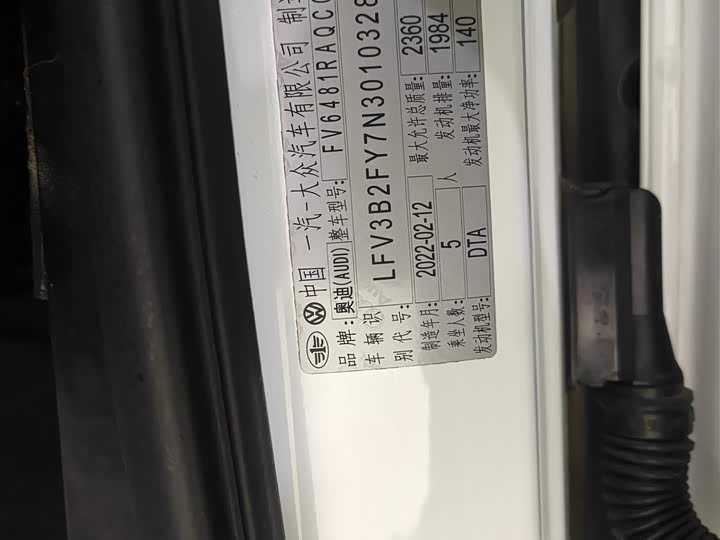 中国 一汽-大众汽车有限公司 制造
品牌: 奥迪(AUDI) 整车型号: FV6481RAQC
车辆识别代号: LFV3B2FY7N3010328
制造年月: 2022-02-12 最大允许总质量: 2360
乘坐人数: 5 人 发动机排量: 1984
发动机型号: DTA 发动机最大净功率: 140